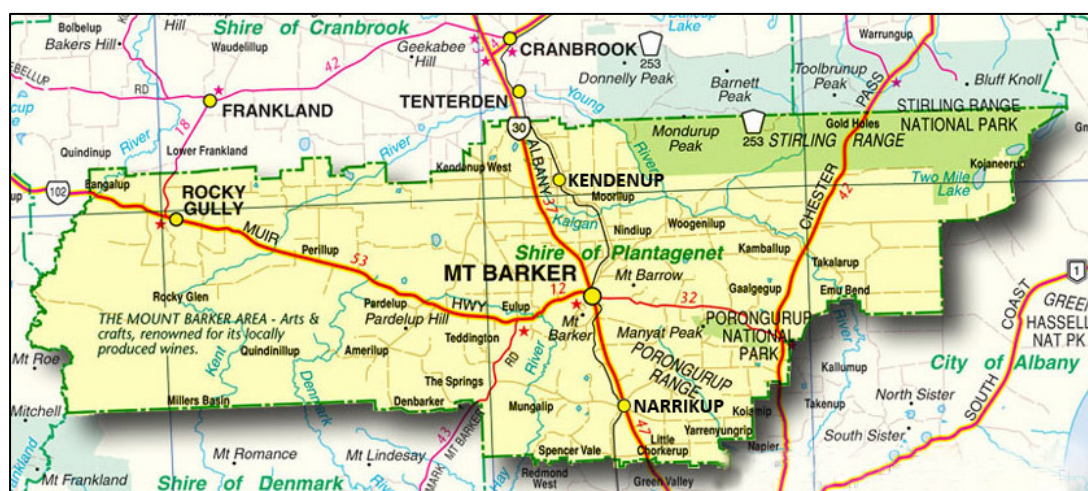 Bolbelup
Bakers Hill
Shire of Cranbrook
Waudelillup
Geekabee
Hill
CRANBROOK
253
Donnelly Peak
Warrungup
Toolbrunup
Peak
Barnett
Peak
Bluff Knoll
PASS
42
RD
FRANKLAND
TENTERDEN
Young
River
STIRLING RANGE
NATIONAL PARK
18
River
Quindinup
Lower Frankland
River
30
ALBANY
Mondurup
Peak
253
STIRLING RANGE
Gold Holes
Kojaneerup
Two Mile
Lake
102
Bangalup
Kendenup West
KENDENUP
Moorilup
CHESTER
42
ROCKY
GULLY
37
Kalgan
Woogenilup
Nindiup
MUIR
Perillup
53
Shire of Plantagenet
Kamballup
Takalarup
MT BARKER
Mt Barrow
Gaalgegup
Emu Bend
1
Rocky Glen
Pardelup
HWY
Eulup
12
32
THE MOUNT BARKER AREA - Arts &
crafts, renowned for its locally
produced wines.
Pardelup Hill
Mt
Barker
Manyat Peak
PORONGURUP
NATIONAL
PARK
River
COAST
GREEN
HASSELL
NAT PK
Teddington
RD
River
PORONGURUP
RANGE
City of Albany
Mt Roe
Kent
Quindinillup
Amerilup
Kallumup
The Springs
Denmark
River
North Sister
SOUTH
Millers Basin
Denbarker
Mungalip
NARRIKUP
Kolamip
Takenup
Mitchell
43
MT BARKER
47
Yarrenyungrip
South Sister
Little
Chorkerup
Napier
Mt Romance
Mt Lindesay
Spencer Vale
Mt Frankland
Shire of Denmark
Hay
Redmond
West
Green Valley